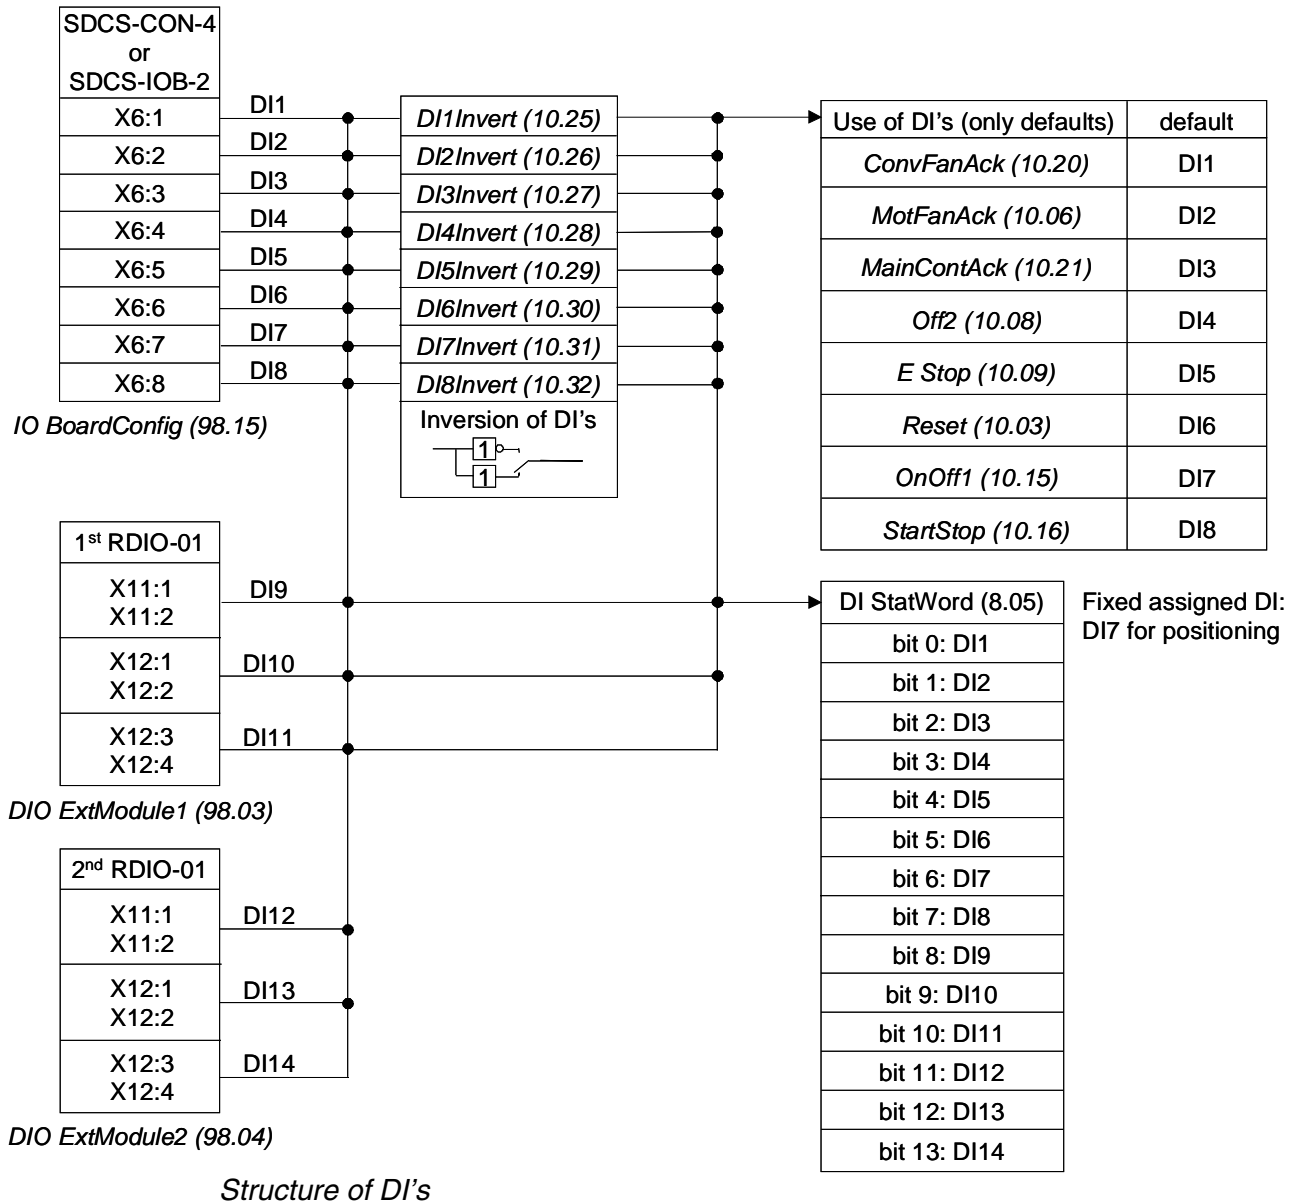 SDCS-CON-4
or
SDCS-IOB-2
X6:1
X6:2
X6:3
X6:4
X6:5
X6:6
X6:7
X6:8
DI1
DI2
DI3
DI4
DI5
DI6
DI7
DI8
IO BoardConfig (98.15)
DI1Invert (10.25)
DI2Invert (10.26)
DI3Invert (10.27)
DI4Invert (10.28)
DI5Invert (10.29)
DI6Invert (10.30)
DI7Invert (10.31)
DI8Invert (10.32)
Inversion of DI's
1
1
Use of DI's (only defaults) default
ConvFanAck (10.20) DI1
MotFanAck (10.06) DI2
MainContAck (10.21) DI3
Off2 (10.08) DI4
E Stop (10.09) DI5
Reset (10.03) DI6
OnOff1 (10.15) DI7
StartStop (10.16) DI8
1st RDIO-01
X11:1
X11:2
DI9
X12:1
X12:2
DI10
X12:3
X12:4
DI11
DIO ExtModule1 (98.03)
2nd RDIO-01
X11:1
X11:2
DI12
X12:1
X12:2
DI13
X12:3
X12:4
DI14
DIO ExtModule2 (98.04)
DI StatWord (8.05)
bit 0: DI1
bit 1: DI2
bit 2: DI3
bit 3: DI4
bit 4: DI5
bit 5: DI6
bit 6: DI7
bit 7: DI8
bit 8: DI9
bit 9: DI10
bit 10: DI11
bit 11: DI12
bit 12: DI13
bit 13: DI14
Fixed assigned DI:
DI7 for positioning
Structure of DI's